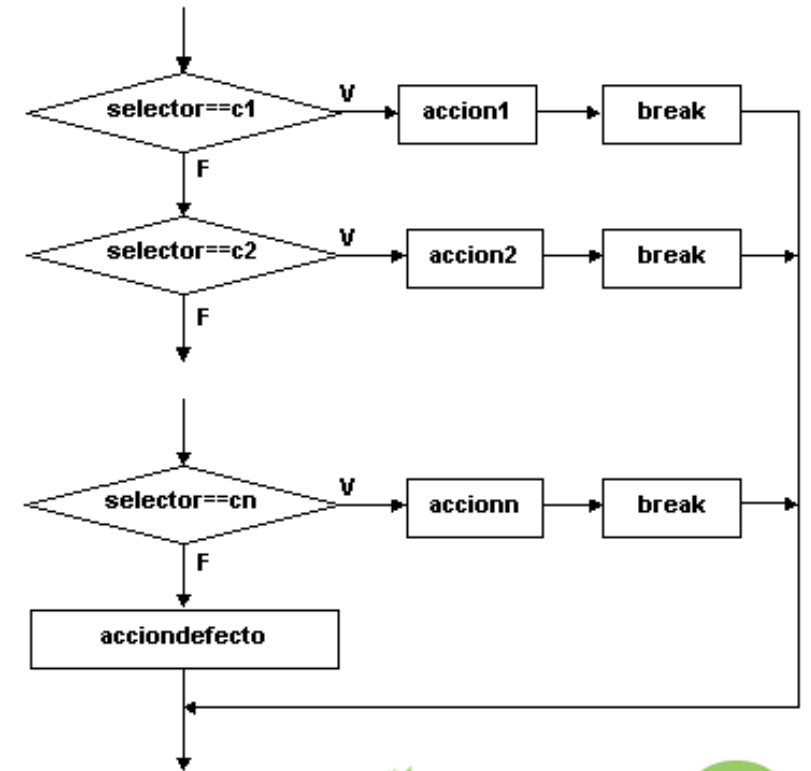 selector==c1 V accion1 break
F
selector==c2 V accion2 break
F
selector==cn V accionn break
F
acciondefecto